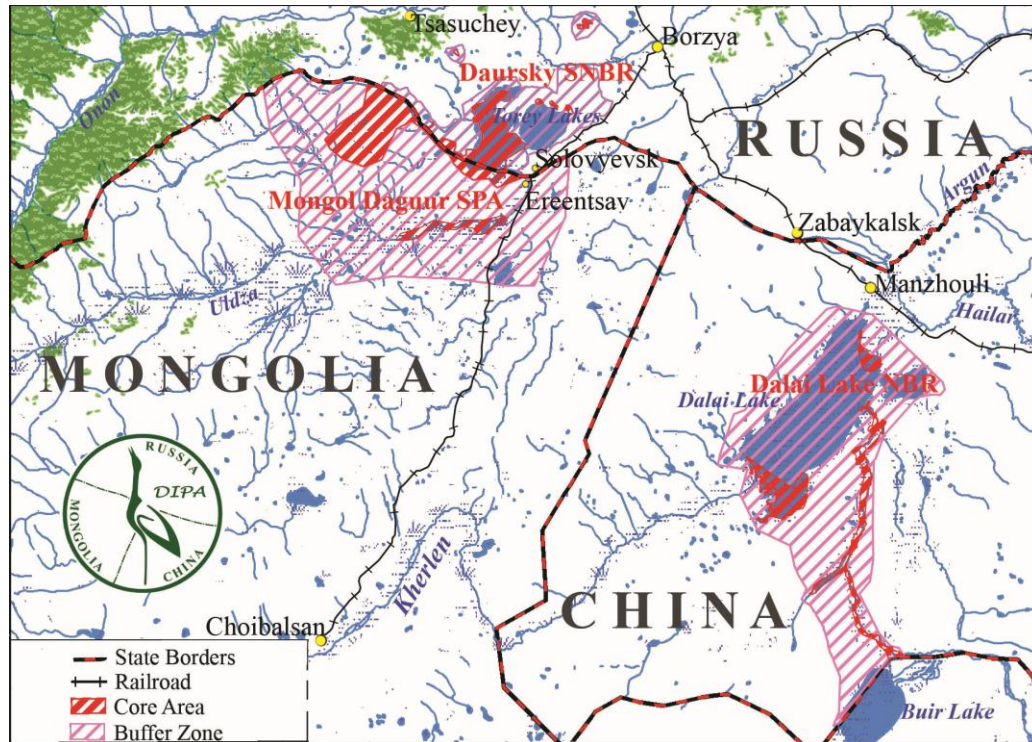 Tsasuchey
Borzya
Daursky SNBR
Onon
Torey Lakes
RUSSIA
Solovyevsk
Argun
Mongol Daguur SPA
Ereentsav
Zabaykalsk
Manzhouli
Uldza
Hailar
MONGOLIA
Dalai Lake NBR
Dalai Lake
RUSSIA
DIPA
MONGOLIA
CHINA
Kherlen
CHINA
Choibalsan
State Borders
Railroad
Core Area
Buffer Zone
Buir Lake